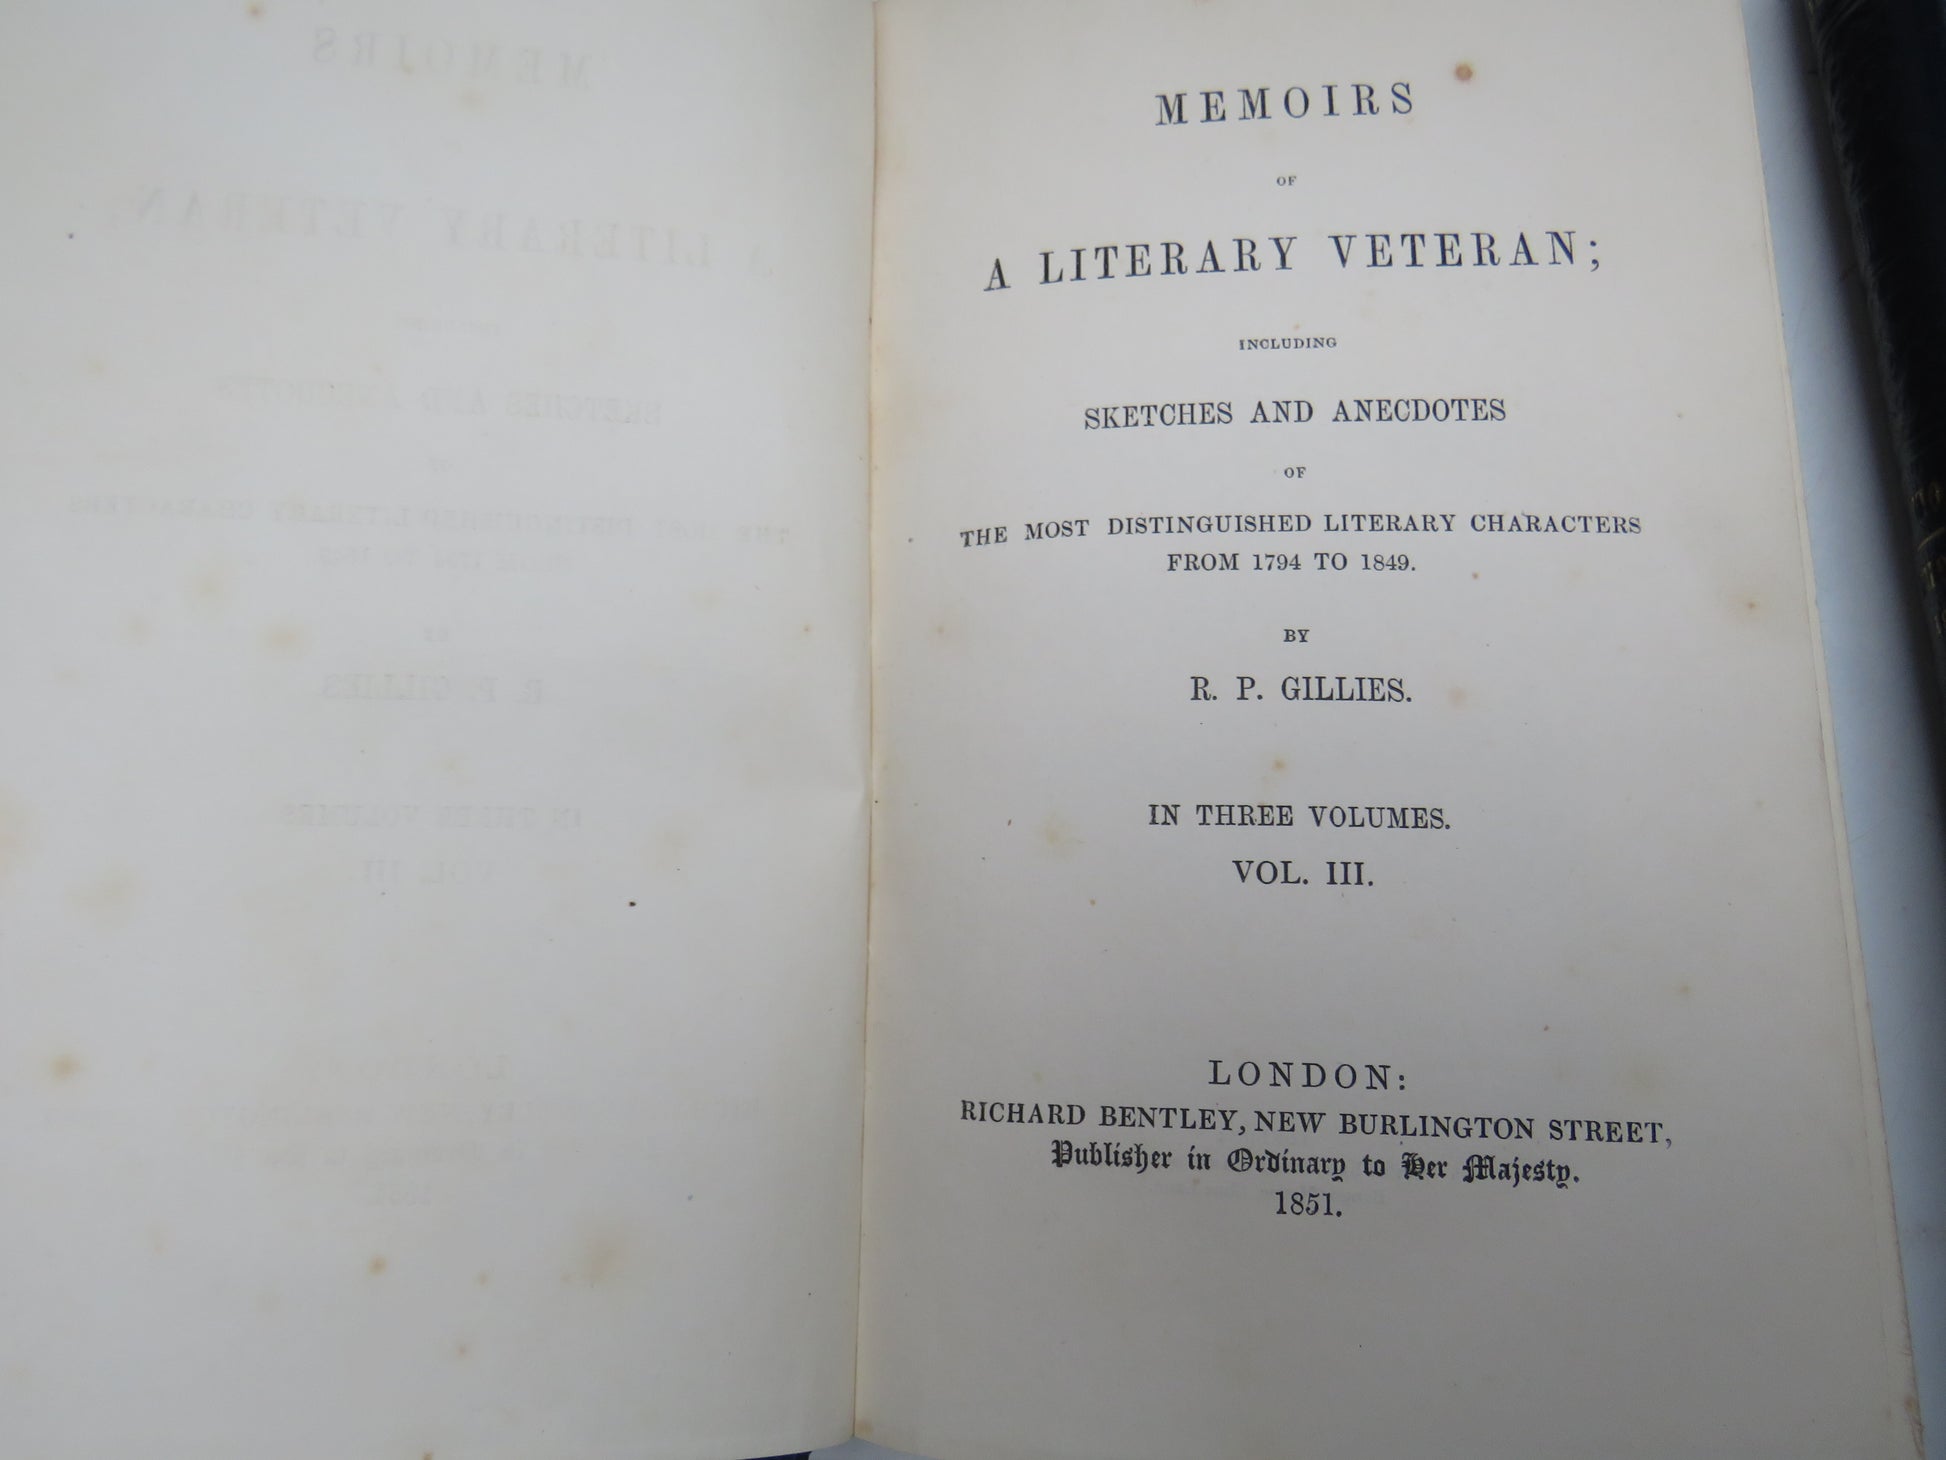 MEMOIRS
OF
A LITERARY VETERAN;
INCLUDING
SKETCHES AND ANECDOTES
OF
THE MOST DISTINGUISHED LITERARY CHARACTERS
FROM 1794 TO 1849.
BY
R. P. GILLIES.
IN THREE VOLUMES.
VOL. III.
LONDON:
RICHARD BENTLEY, NEW BURLINGTON STREET,
Publisher in Ordinary to Her Majesty.
1851.